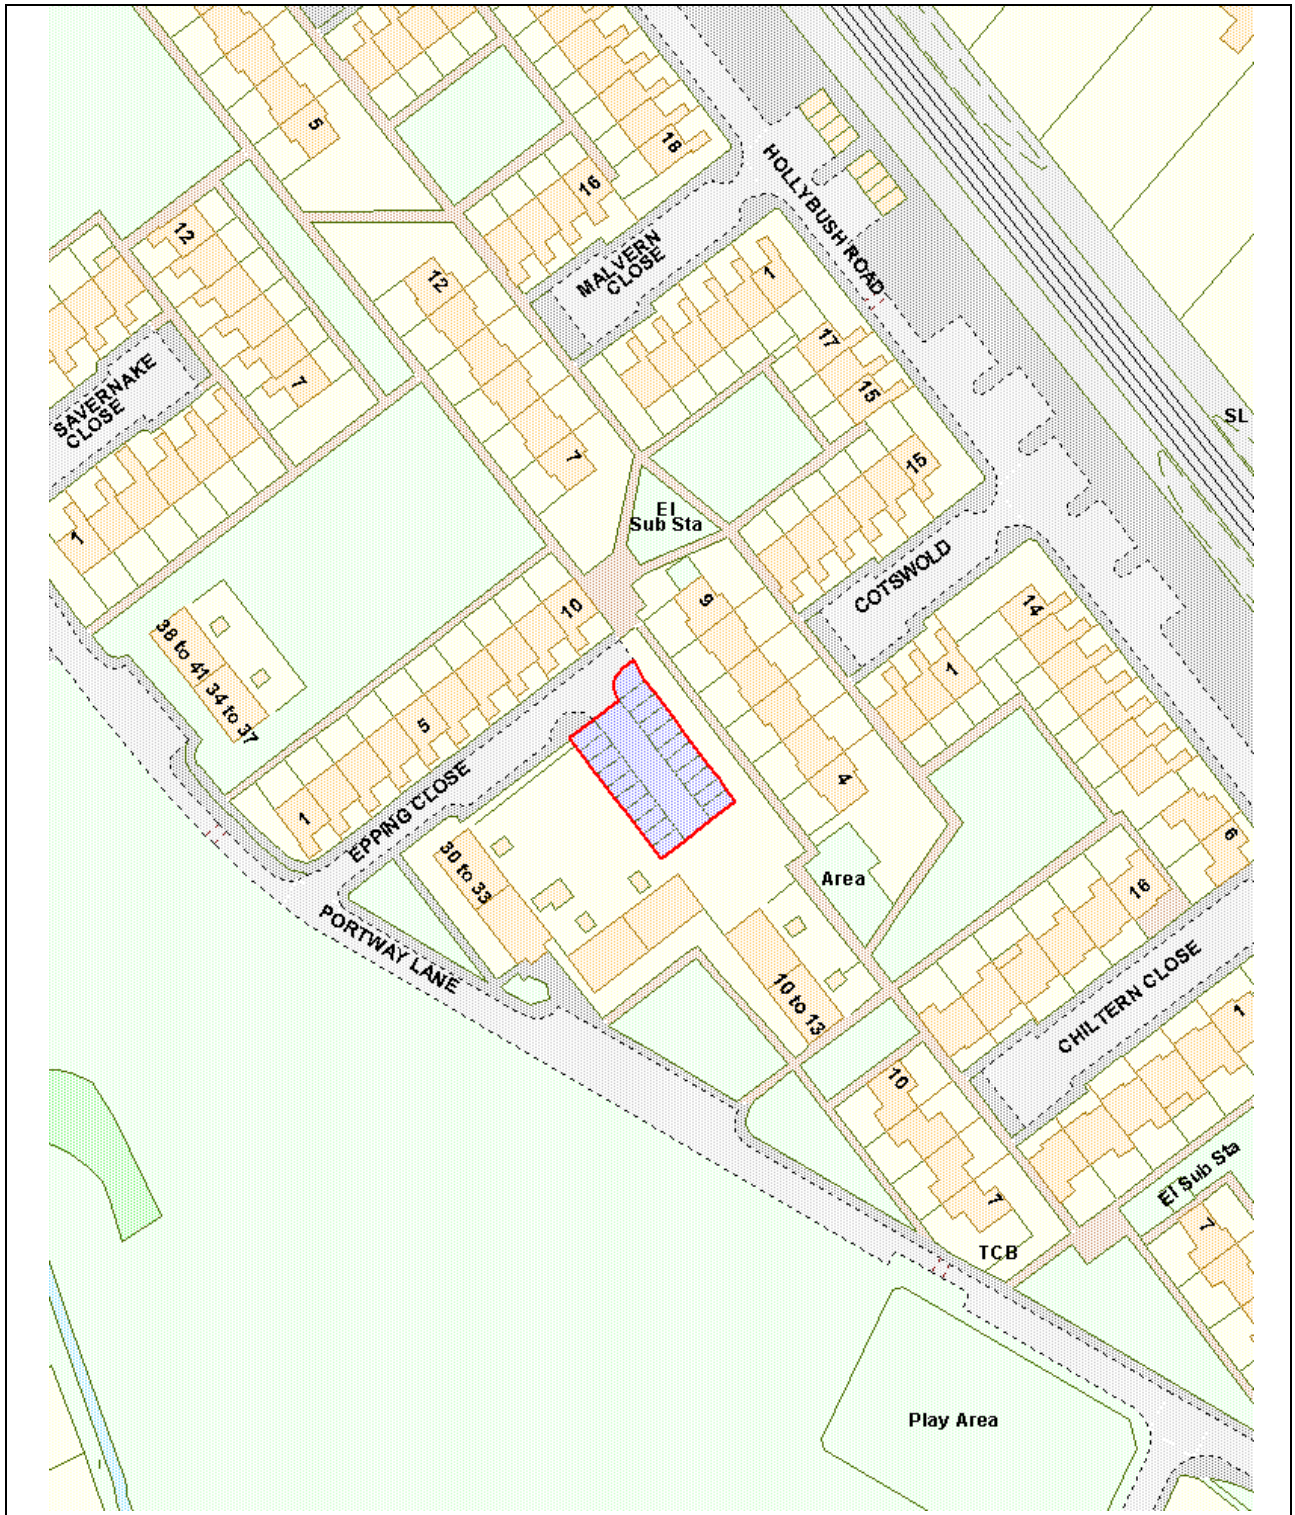 5
18
HOLLYBUSH ROAD
16
12
MALVERN
CLOSE
12
1
17
7
SAVERNAKE
CLOSE
15
SL
7
15
1
El
Sub Sta
COTSWOLD
10
9
14
38 to 41
34 to 37
1
5
4
EPPING CLOSE
1
6
30 to 33
Area
16
PORTWAY LANE
10 to 13
CHILTERN CLOSE
1
10
El Sub Sta
7
7
TCB
Play Area